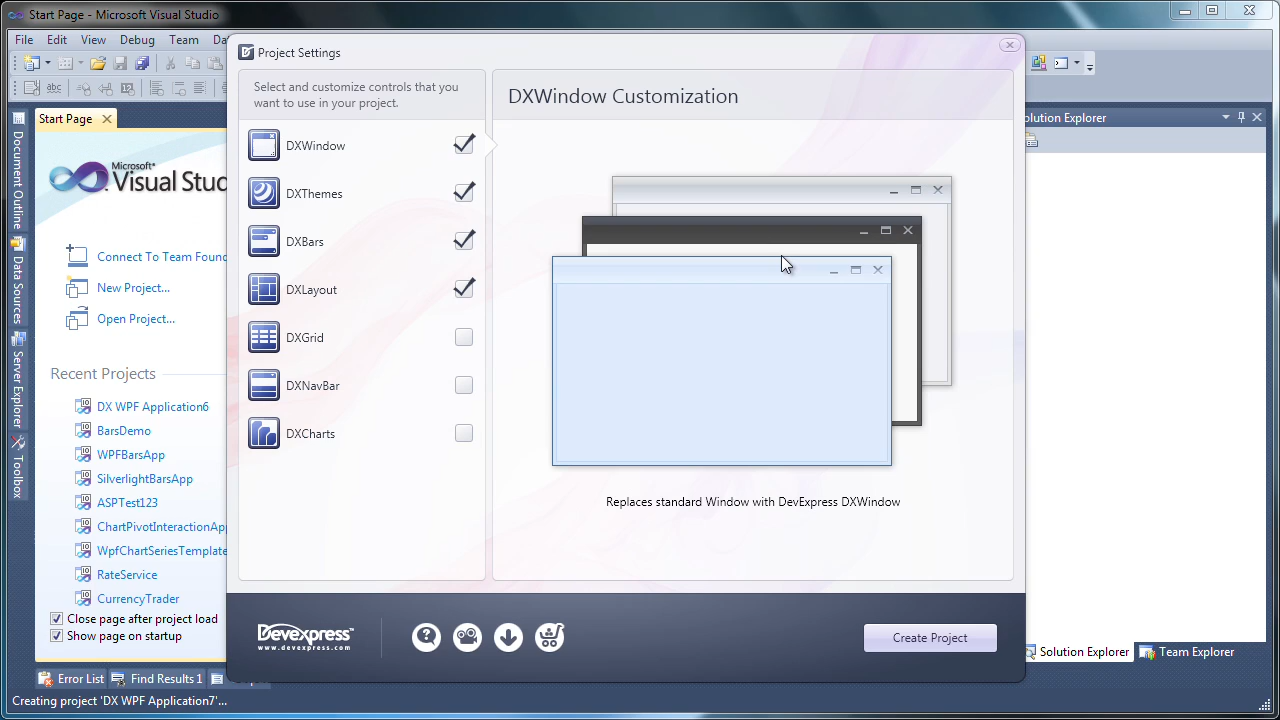 Start Page - Microsoft Visual Studio
File Edit View Debug Team
Project Settings
Select and customize controls that you
want to use in your project.
DXWindow
DXThemes
DXBars
DXLayout
DXGrid
DXNavBar
DXCharts
DXWindow Customization
Replaces standard Window with DevExpress DXWindow
Devexpress
www.devexpress.com
Create Project
Start Page
Microsoft
Visual Studi
Connect To Team Foun
New Project...
Open Project...
Recent Projects
DX WPF Application6
BarsDemo
WPFBarsApp
SilverlightBarsApp
ASPTest123
ChartPivotInteractionAp
WpfChartSeriesTemplate
RateService
CurrencyTrader
Close page after project load
Show page on startup
Document Outline
Data Sources
Server Explorer
Toolbox
olution Explorer
Solution Explorer Team Explorer
Error List Find Results 1
Creating project 'DX WPF Application7'...